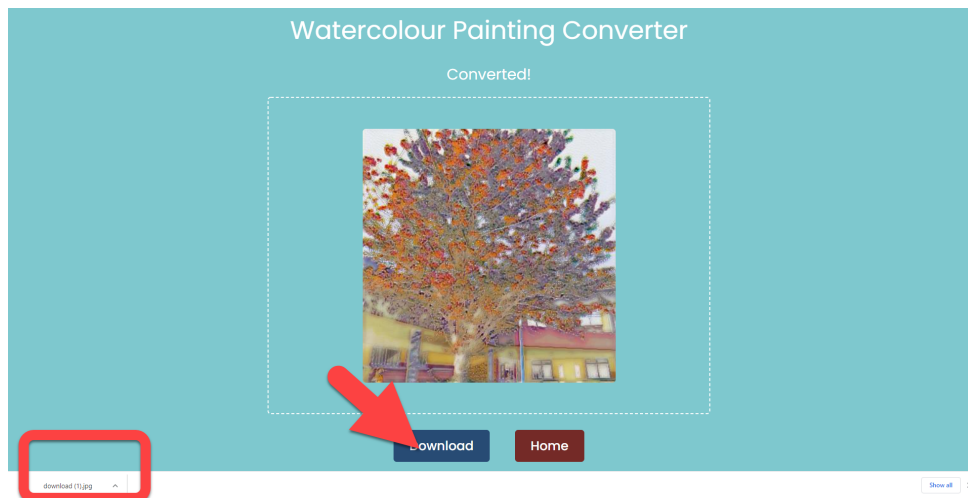 Watercolour Painting Converter
Converted!
Download
Home
download (1).jpg
Show all